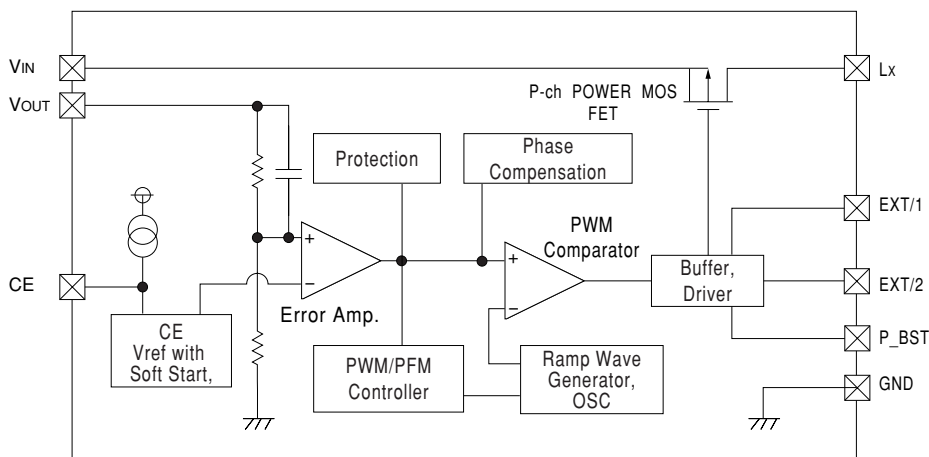 VIN
VOUT
CE
P-ch POWER MOS
FET
Lx
Protection
Phase
Compensation
+
−
Error Amp.
PWM
Comparator
+
−
Buffer,
Driver
EXT/1
EXT/2
P_BST
GND
CE
Vref with
Soft Start,
PWM/PFM
Controller
Ramp Wave
Generator,
OSC